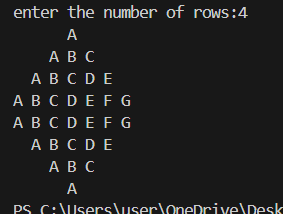 enter the number of rows:4
A
A B C
A B C D E
A B C D E F G
A B C D E F G
A B C D E
A B C
A
PS C:\Users\user\OneDrive\Desk